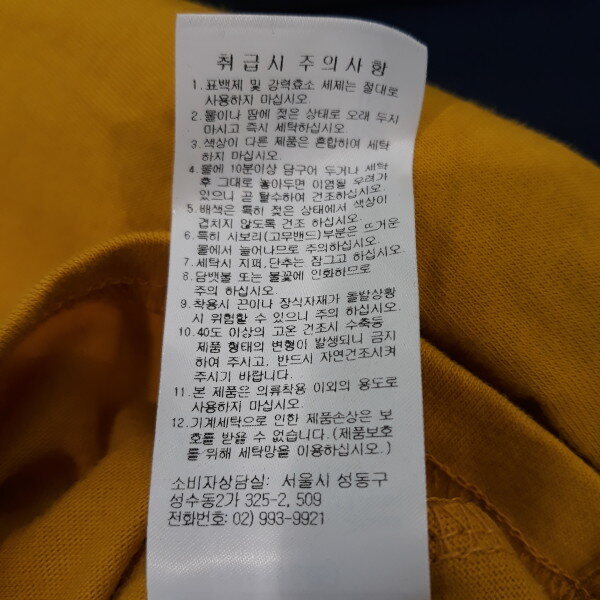 취급시 주의사항
1. 표백제 및 강력효소 세제는 절대로
사용하지 마십시오.
2. 물이나 땀에 젖은 상태로 오래 두지
마시고 즉시 세탁하십시오.
3. 색상이 다른 제품은 혼합하여 세탁
하지 마십시오.
4. 물에 10분이상 담구어 두거나 세탁
후 그대로 놓아두면 이염될 우려가
있으니 곧 탈수하여 건조하십시오.
5. 배색은 특히 젖은 상태에서 색상이
겹치지 않도록 건조 하십시오.
6. 특히 시보리(고무밴드)부분은 뜨거운
물에서 늘어나므로 주의하십시오.
7. 세탁시 지퍼,단추는 잠그고 하십시오.
8. 담뱃불 또는 불꽃에 인화하므로
주의 하십시오.
9. 착용시 끈이나 장식자재가 돌발상황
시 위험할 수 있으니 주의 하십시오.
10. 40도 이상의 고온 건조시 수축등
제품 형태의 변형이 발생되니 금지
하여 주시고, 반드시 자연건조시켜
주시기 바랍니다.
11. 본 제품은 의류착용 이외의 용도로
사용하지 마십시오.
12. 기계세탁으로 인한 제품손상은 보
호를 받을 수 없습니다.(제품보호
를 위해 세탁망을 이용하십시오.)
소비자상담실: 서울시 성동구
성수동2가 325-2, 509
전화번호: 02) 993-9921